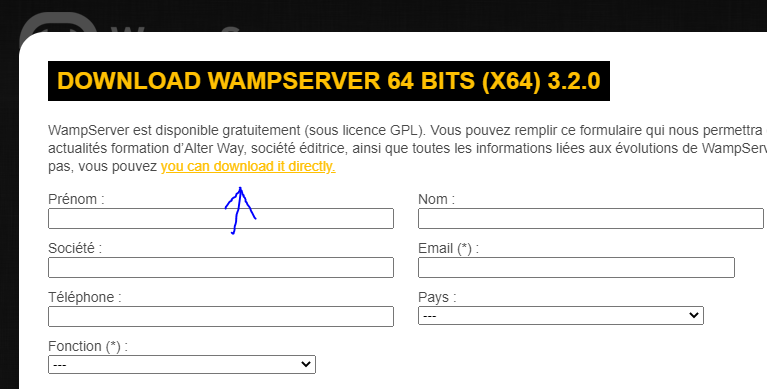 DOWNLOAD WAMPSERVER 64 BITS (X64) 3.2.0
WampServer est disponible gratuitement (sous licence GPL). Vous pouvez remplir ce formulaire qui nous permettra
actualités formation d'Alter Way, société éditrice, ainsi que toutes les informations liées aux évolutions de WampServ
pas, vous pouvez you can download it directly.
Prénom :
Nom :
Société :
Email (*) :
Téléphone :
Pays :
---
Fonction (*) :
---